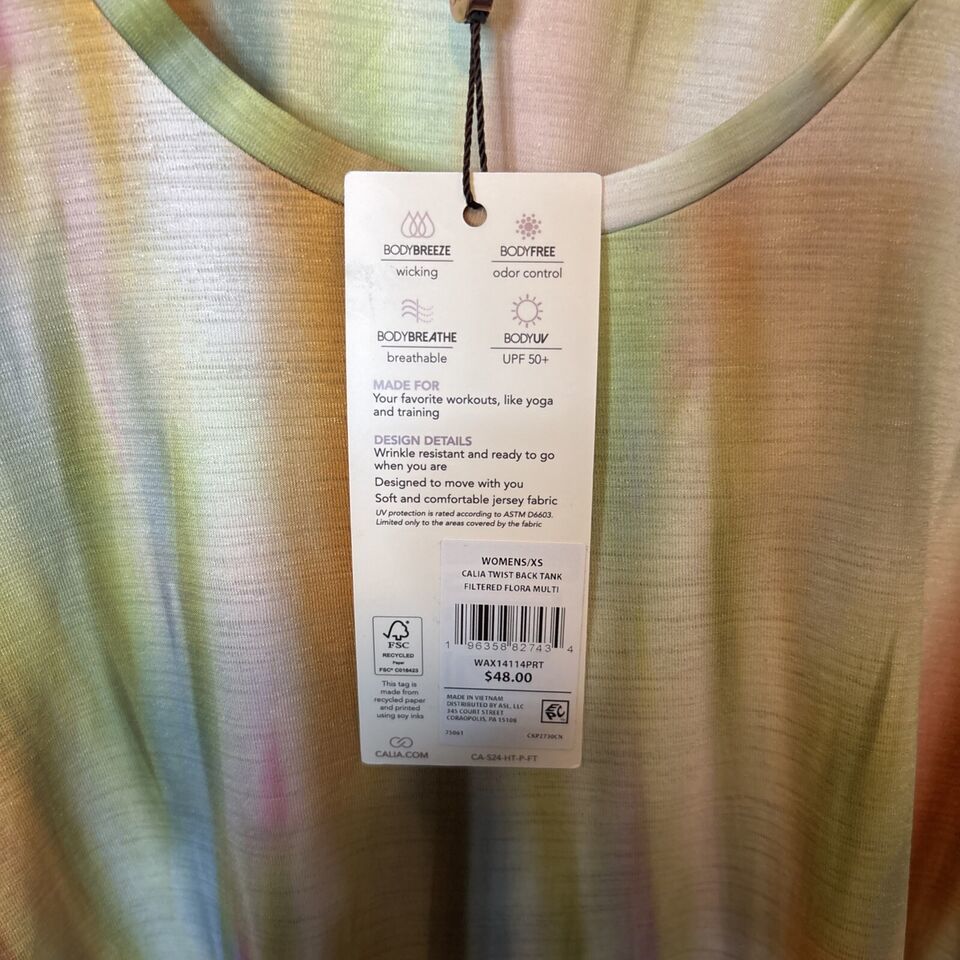 BODYBREEZE
wicking
BODYFREE
odor control
BODYBREATHE
breathable
BODYUV
UPF 50+
MADE FOR
Your favorite workouts, like yoga
and training
DESIGN DETAILS
Wrinkle resistant and ready to go
when you are
Designed to move with you
Soft and comfortable jersey fabric
UV protection is rated according to ASTM D6603.
Limited only to the areas covered by the fabric
WOMENS/XS
CALIA TWIST BACK TANK
FILTERED FLORA MULTI
1 96358 82743 4
WAX14114PRT
$48.00
MADE IN VIETNAM
DISTRIBUTED BY ASL, LLC
345 COURT STREET
CORAOPOLIS, PA 15108
75061
CKP2730CN
FSC
RECYCLED
Paper
FSC® C016423
This tag is
made from
recycled paper
and printed
using soy inks
CALIA.COM
CA-S24-HT-P-FT